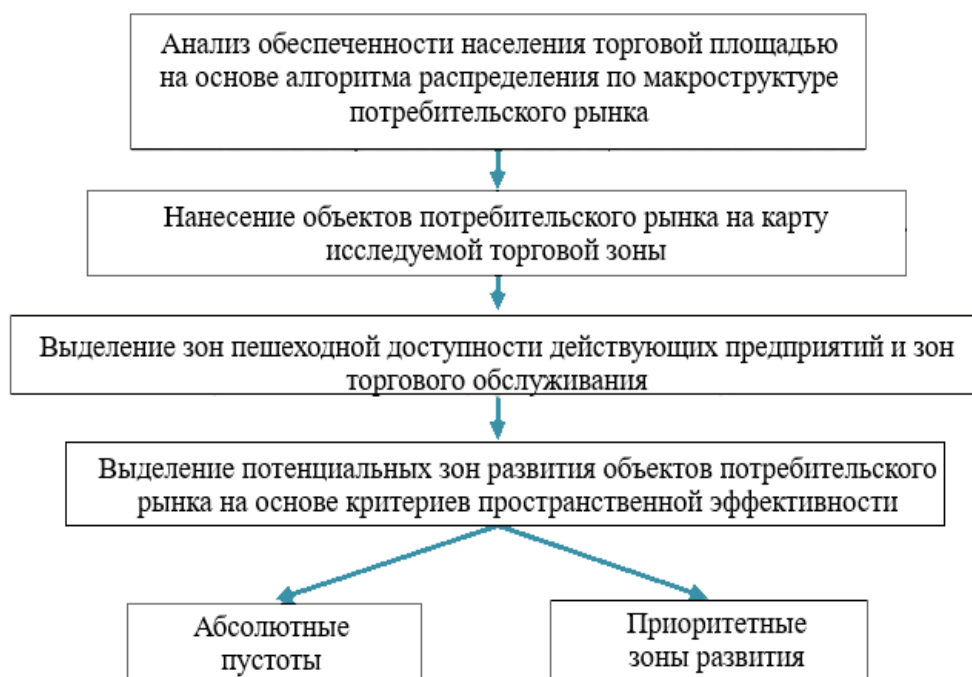 Анализ обеспеченности населения торговой площадью
на основе алгоритма распределения по макроструктуре
потребительского рынка
Нанесение объектов потребительского рынка на карту
исследуемой торговой зоны
Выделение зон пешеходной доступности действующих предприятий и зон
торгового обслуживания
Выделение потенциальных зон развития объектов потребительского
рынка на основе критериев пространственной эффективности
Абсолютные
пустоты
Приоритетные
зоны развития